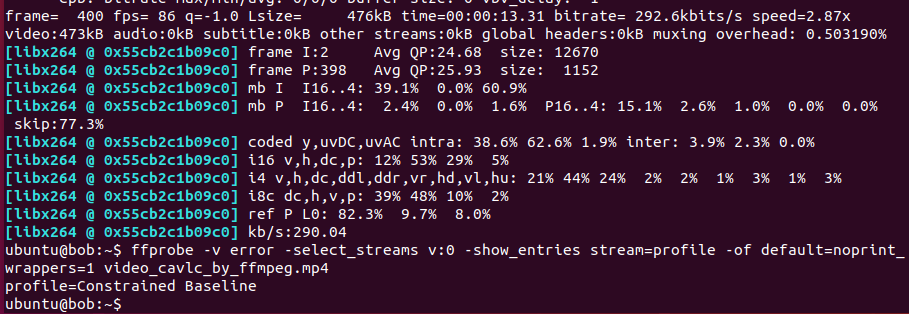 frame=  400 fps= 86 q=-1.0 Lsize=     476kB time=00:00:13.31 bitrate= 292.6kbits/s speed=2.87x
video:473kB audio:0kB subtitle:0kB other streams:0kB global headers:0kB muxing overhead: 0.503190%
[libx264 @ 0x55cb2c1b09c0] frame I:2     Avg QP:24.68  size: 12670
[libx264 @ 0x55cb2c1b09c0] frame P:398   Avg QP:25.93  size:  1152
[libx264 @ 0x55cb2c1b09c0] mb I  I16..4: 39.1%  0.0% 60.9%
[libx264 @ 0x55cb2c1b09c0] mb P  I16..4:  2.4%  0.0%  1.6%  P16..4: 15.1%  2.6%  1.0%  0.0%  0.0%
 skip:77.3%
[libx264 @ 0x55cb2c1b09c0] coded y,uvDC,uvAC intra: 38.6% 62.6% 1.9% inter: 3.9% 2.3% 0.0%
[libx264 @ 0x55cb2c1b09c0] i16 v,h,dc,p: 12% 53% 29%  5%
[libx264 @ 0x55cb2c1b09c0] i4 v,h,dc,ddl,ddr,vr,hd,vl,hu: 21% 44% 24%  2%  2%  1%  3%  1%  3%
[libx264 @ 0x55cb2c1b09c0] i8c dc,h,v,p: 39% 48% 10%  2%
[libx264 @ 0x55cb2c1b09c0] ref P L0: 82.3%  9.7%  8.0%
[libx264 @ 0x55cb2c1b09c0] kb/s:290.04
ubuntu@bob:~$ ffprobe -v error -select_streams v:0 -show_entries stream=profile -of default=noprint_
wrappers=1 video_cavlc_by_ffmpeg.mp4
profile=Constrained Baseline
ubuntu@bob:~$